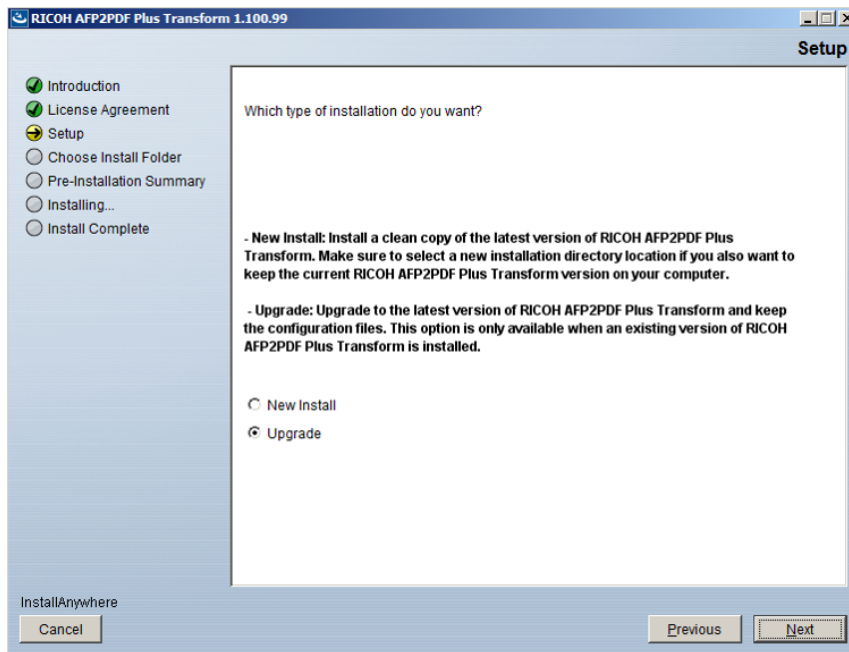 RICOH AFP2PDF Plus Transform 1.100.99
Setup
Introduction
License Agreement
Setup
Choose Install Folder
Pre-Installation Summary
Installing...
Install Complete
Which type of installation do you want?
- New Install: Install a clean copy of the latest version of RICOH AFP2PDF Plus
Transform. Make sure to select a new installation directory location if you also want to
keep the current RICOH AFP2PDF Plus Transform version on your computer.
- Upgrade: Upgrade to the latest version of RICOH AFP2PDF Plus Transform and keep
the configuration files. This option is only available when an existing version of RICOH
AFP2PDF Plus Transform is installed.
New Install
Upgrade
InstallAnywhere
Cancel
Previous
Next